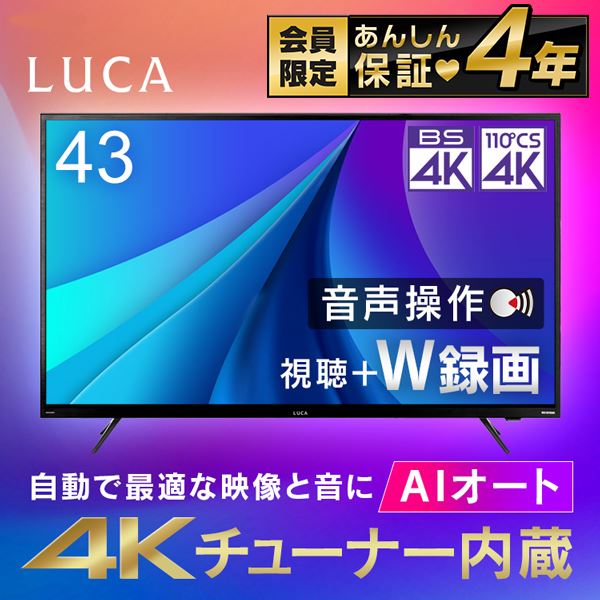 LUCA
会員限定
あんしん保証♥4年
43
BS 4K
110°CS 4K
音声操作
視聴+W録画
LUCA
自動で最適な映像と音に AIオート
4Kチューナー内蔵